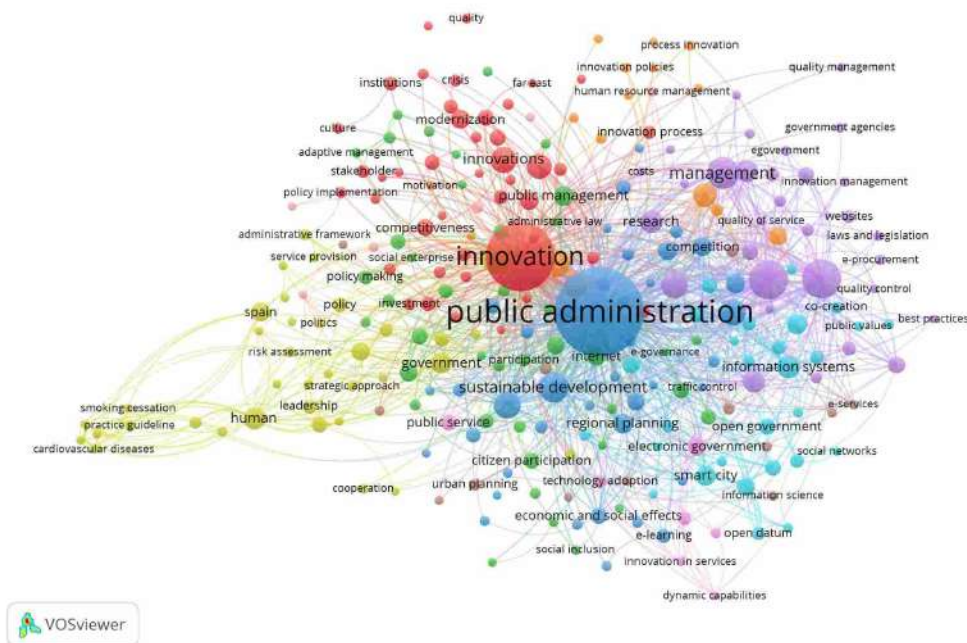 quality
process innovation
innovation policies
quality management
institutions
crisis
far east
human resource management
modernization
culture
innovation process
government agencies
adaptive management
egovernment
innovations
stakeholder
costs
management
motivation
innovation management
policy implementation
public management
competitiveness
administrative law
research
quality of service
websites
administrative framework
laws and legislation
competition
service provision
social enterprise
innovation
e-procurement
policy making
quality control
policy
investment
co-creation
spain
public administration
best practices
politics
public values
risk assessment
government
participation
internet
e-governance
information systems
strategic approach
sustainable development
traffic control
smoking cessation
leadership
e-services
practice guideline
human
public service
regional planning
open government
cardiovascular diseases
electronic government
social networks
citizen participation
cooperation
urban planning
technology adoption
smart city
information science
economic and social effects
e-learning
open datum
social inclusion
innovation in services
dynamic capabilities
VOSviewer